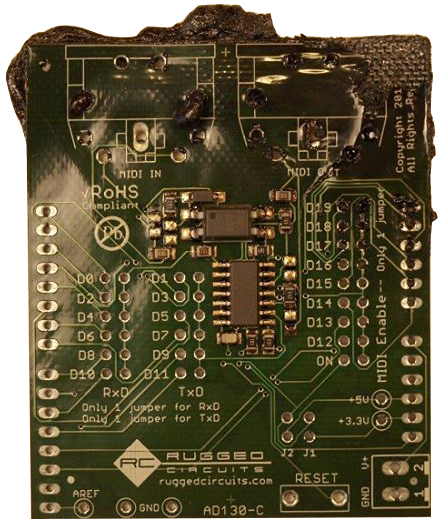 MIDI IN
MIDI OUT
Copyright 201
All Rights Re
√RoHS
Compliant
Pb
D19
D18
D17
D16
D15
D14
D13
D12
ON
MIDI Enable-- Only 1 jumper
D0 D1
D2 D3
D4 D5
D6 D7
D8 D9
D10 D11
RxD TxD
Only 1 jumper for RxD
Only 1 jumper for TxD
+5V
+3.3V
J2 J1
RC
RUGGED
CIRCUITS
ruggedcircuits.com
RESET
V+ 2
GND 1
AREF
GND
AD130-C